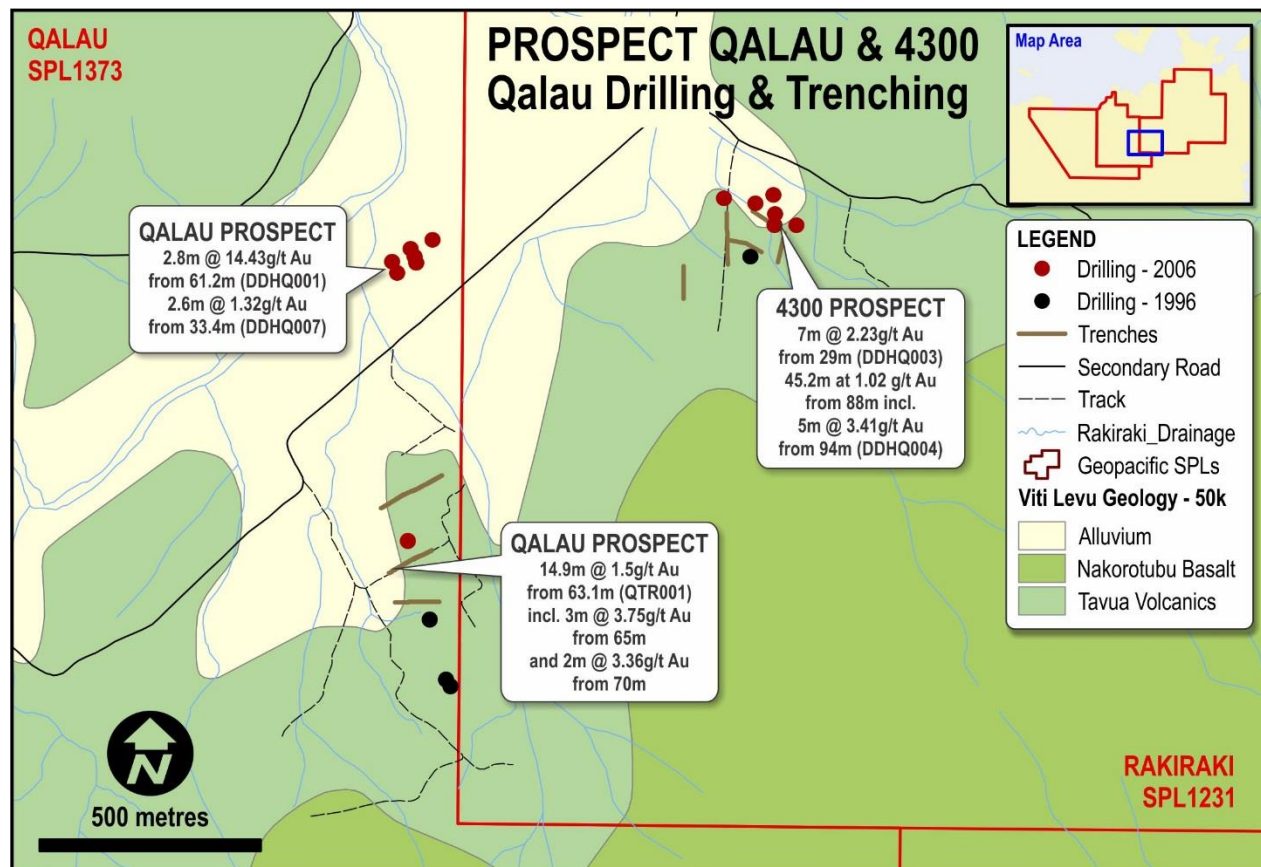 QALAU
SPL1373
PROSPECT QALAU & 4300
Qalau Drilling & Trenching
Map Area
QALAU PROSPECT
2.8m @ 14.43g/t Au
from 61.2m (DDHQ001)
2.6m @ 1.32g/t Au
from 33.4m (DDHQ007)
4300 PROSPECT
7m @ 2.23g/t Au
from 29m (DDHQ003)
45.2m at 1.02 g/t Au
from 88m incl.
5m @ 3.41g/t Au
from 94m (DDHQ004)
LEGEND
Drilling - 2006
Drilling - 1996
Trenches
Secondary Road
Track
Rakiraki_Drainage
Geopacific SPLs
Viti Levu Geology - 50k
Alluvium
Nakorotubu Basalt
Tavua Volcanics
QALAU PROSPECT
14.9m @ 1.5g/t Au
from 63.1m (QTR001)
incl. 3m @ 3.75g/t Au
from 65m
and 2m @ 3.36g/t Au
from 70m
N
500 metres
RAKIRAKI
SPL1231